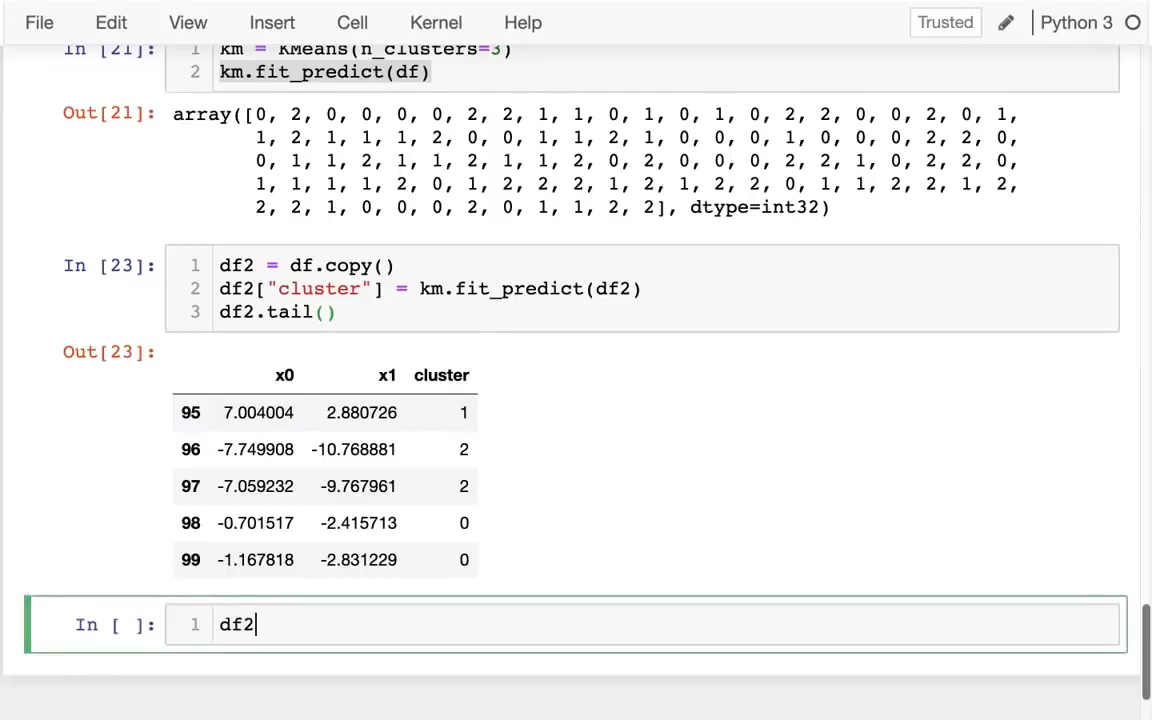 File Edit View Insert Cell Kernel Help Trusted Python 3
In [21]: 1 km = KMeans(n_clusters=3)
2 km.fit_predict(df)
Out[21]: array([0, 2, 0, 0, 0, 0, 2, 2, 1, 1, 0, 1, 0, 1, 0, 2, 2, 0, 0, 2, 0, 1,
1, 2, 1, 1, 1, 2, 0, 0, 1, 1, 2, 1, 0, 0, 0, 1, 0, 0, 0, 2, 2, 0,
0, 1, 1, 2, 1, 1, 2, 1, 1, 2, 0, 2, 0, 0, 0, 2, 2, 1, 0, 2, 2, 0,
1, 1, 1, 1, 2, 0, 1, 2, 2, 2, 1, 2, 1, 2, 2, 0, 1, 1, 2, 2, 1, 2,
2, 2, 1, 0, 0, 0, 2, 0, 1, 1, 2, 2], dtype=int32)
In [23]: 1 df2 = df.copy()
2 df2["cluster"] = km.fit_predict(df2)
3 df2.tail()
Out[23]:
x0 x1 cluster
95 7.004004 2.880726 1
96 -7.749908 -10.768881 2
97 -7.059232 -9.767961 2
98 -0.701517 -2.415713 0
99 -1.167818 -2.831229 0
In [ ]: 1 df2